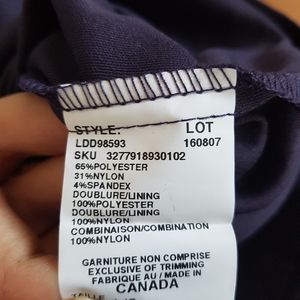 STYLE: LOT
LDD98593 160807
SKU 3277918930102
65%POLYESTER
31%NYLON
4%SPANDEX
DOUBLURE/LINING
100%POLYESTER
DOUBLURE/LINING
100%NYLON
COMBINAISON/COMBINATION
100%NYLON
GARNITURE NON COMPRISE
EXCLUSIVE OF TRIMMING
FABRIQUE AU / MADE IN
CANADA
TAILLE